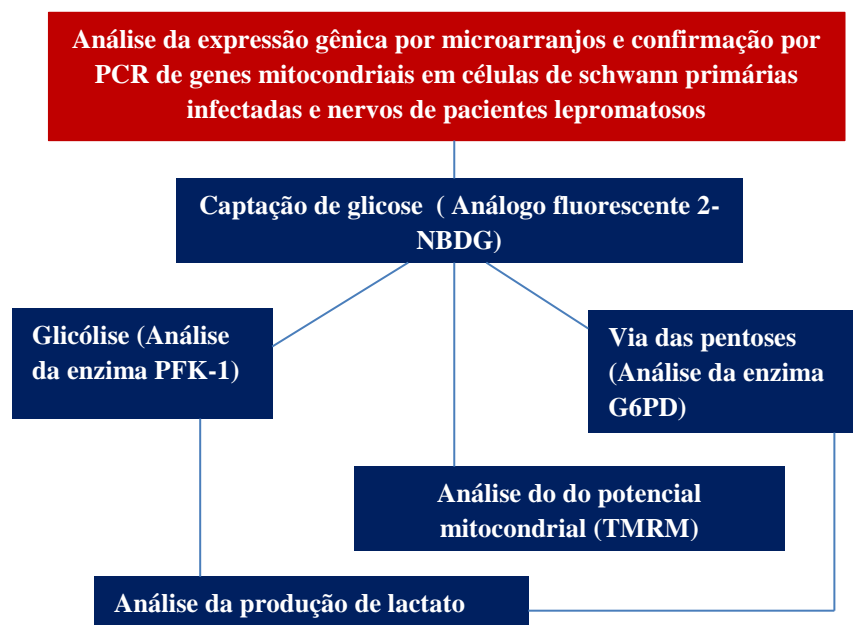 Análise da expressão gênica por microarranjos e confirmação por
PCR de genes mitocondriais em células de schwann primárias
infectadas e nervos de pacientes lepromatosos
Captação de glicose ( Análogo fluorescente 2-
NBDG)
Glicólise (Análise
da enzima PFK-1)
Via das pentoses
(Análise da enzima
G6PD)
Análise do do potencial
mitocondrial (TMRM)
Análise da produção de lactato